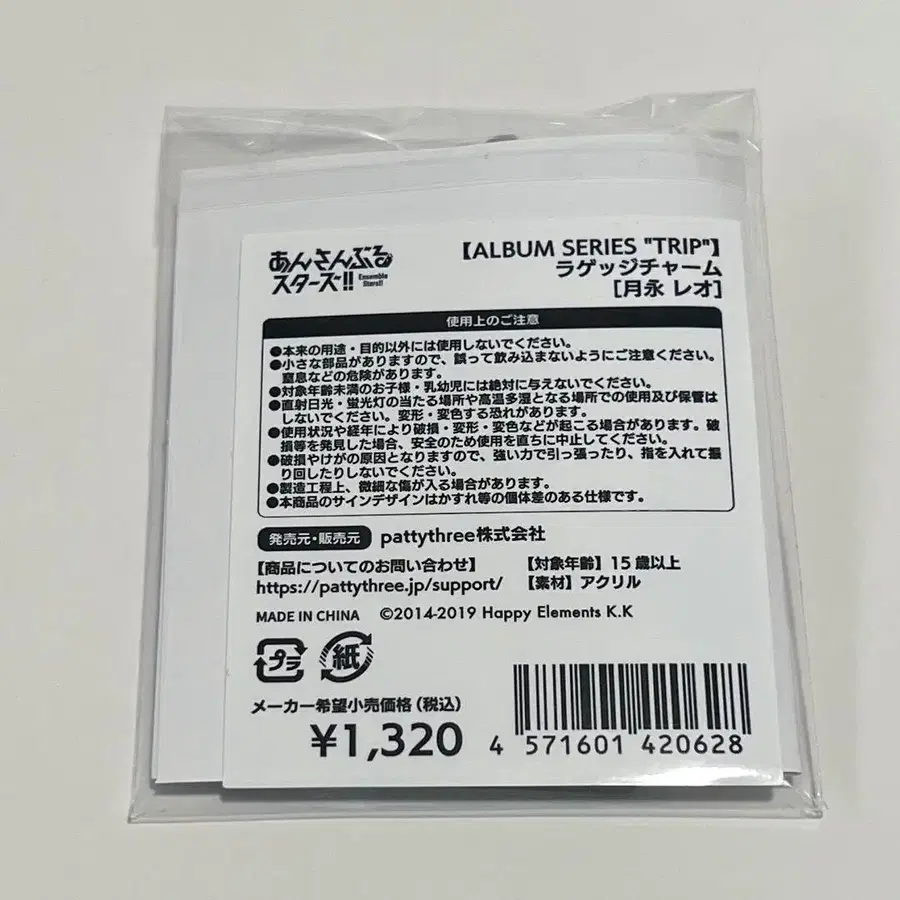 あんさんぶるスターズ!!
Ensemble Stars!!
【ALBUM SERIES "TRIP"】
ラゲッジチャーム
[月永 レオ]
使用上のご注意
●本来の用途・目的以外には使用しないでください。
●小さな部品がありますので、誤って飲み込まないようにご注意ください。
窒息などの危険があります。
●対象年齢未満のお子様・乳幼児には絶対に与えないでください。
●直射日光・蛍光灯の当たる場所や高温多湿となる場所での使用及び保管は
しないでください。変形・変色する恐れがあります。
●使用状況や経年により破損・変形・変色などが起こる場合があります。破
損等を発見した場合、安全のため使用を直ちに中止してください。
●破損やけがの原因となりますので、強い力で引っ張ったり、指を入れて振
り回したりしないでください。
●製造工程上、微細な傷が入る場合があります。
●本商品のサインデザインはかすれ等の個体差のある仕様です。
発売元・販売元 pattythree株式会社
【商品についてのお問い合わせ】 【対象年齢】15歳以上
https://pattythree.jp/support/ 【素材】アクリル
MADE IN CHINA ©2014-2019 Happy Elements K.K
プラ 紙
メーカー希望小売価格(税込)
¥1,320 4 571601 420628